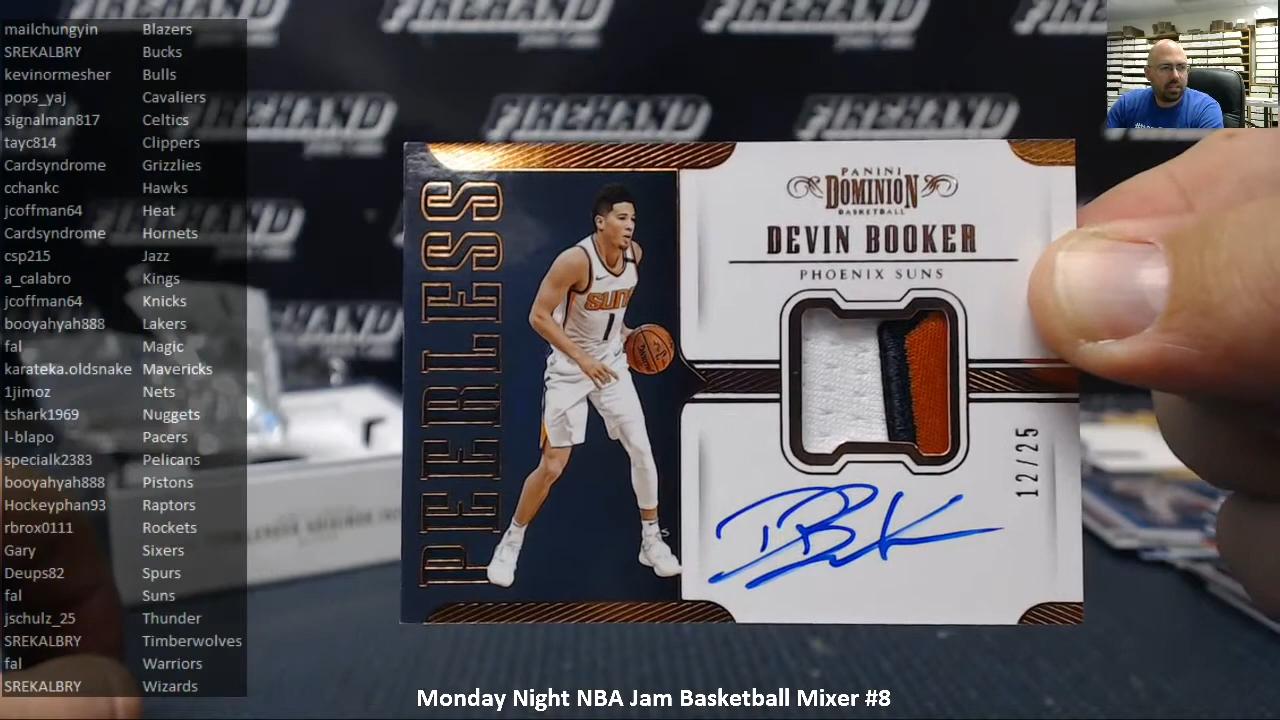 mailchungyin Blazers
SREKALBRY Bucks
kevinormesher Bulls
pops_yaj Cavaliers
signalman817 Celtics
tayc814 Clippers
Cardsyndrome Grizzlies
cchankc Hawks
jcoffman64 Heat
Cardsyndrome Hornets
csp215 Jazz
a_calabro Kings
jcoffman64 Knicks
booyahyah888 Lakers
fal Magic
karateka.oldsnake Mavericks
1jimoz Nets
tshark1969 Nuggets
l-blapo Pacers
specialk2383 Pelicans
booyahyah888 Pistons
Hockeyphan93 Raptors
rbrox0111 Rockets
Gary Sixers
Deups82 Spurs
fal Suns
jschulz_25 Thunder
SREKALBRY Timberwolves
fal Warriors
SREKALBRY Wizards
FIREHAND
FIREHAND
FIREHAND
FIREHAND
PEERLESS
SUNS
1
PANINI
DOMINION
BASKETBALL
DEVIN BOOKER
PHOENIX SUNS
12/25
Monday Night NBA Jam Basketball Mixer #8